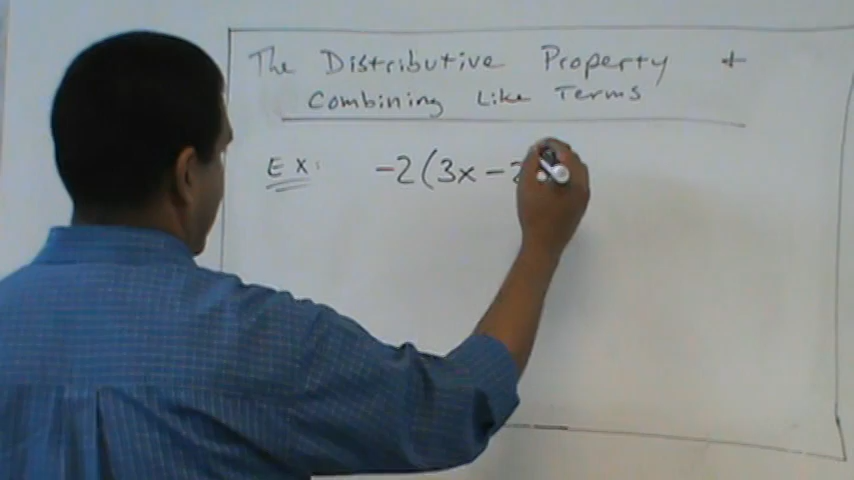 The Distributive Property +
Combining Like Terms
EX: -2(3x - 2